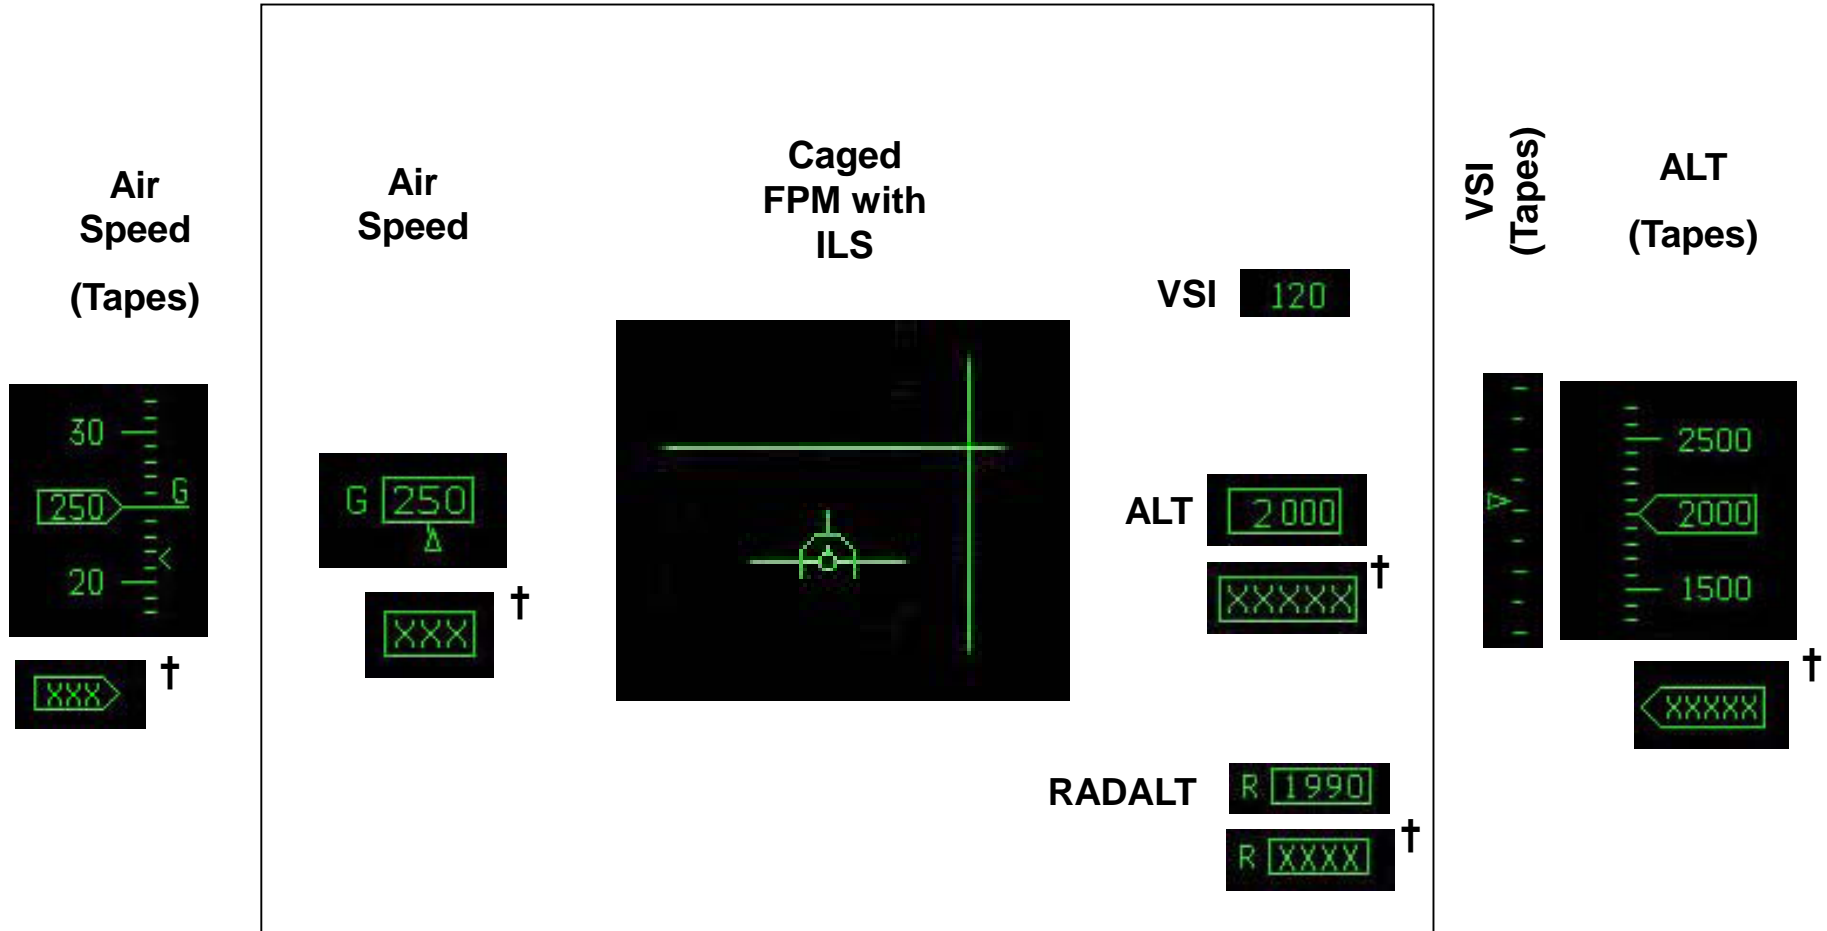 Air
Speed
(Tapes)
30
G
250
20
XXX
†
Air
Speed
G 250
XXX
†
Caged
FPM with
ILS
VSI 120
ALT 2000
XXXXX
†
RADALT R 1990
R XXXX
†
VSI
(Tapes)
ALT
(Tapes)
2500
2000
1500
XXXXX
†